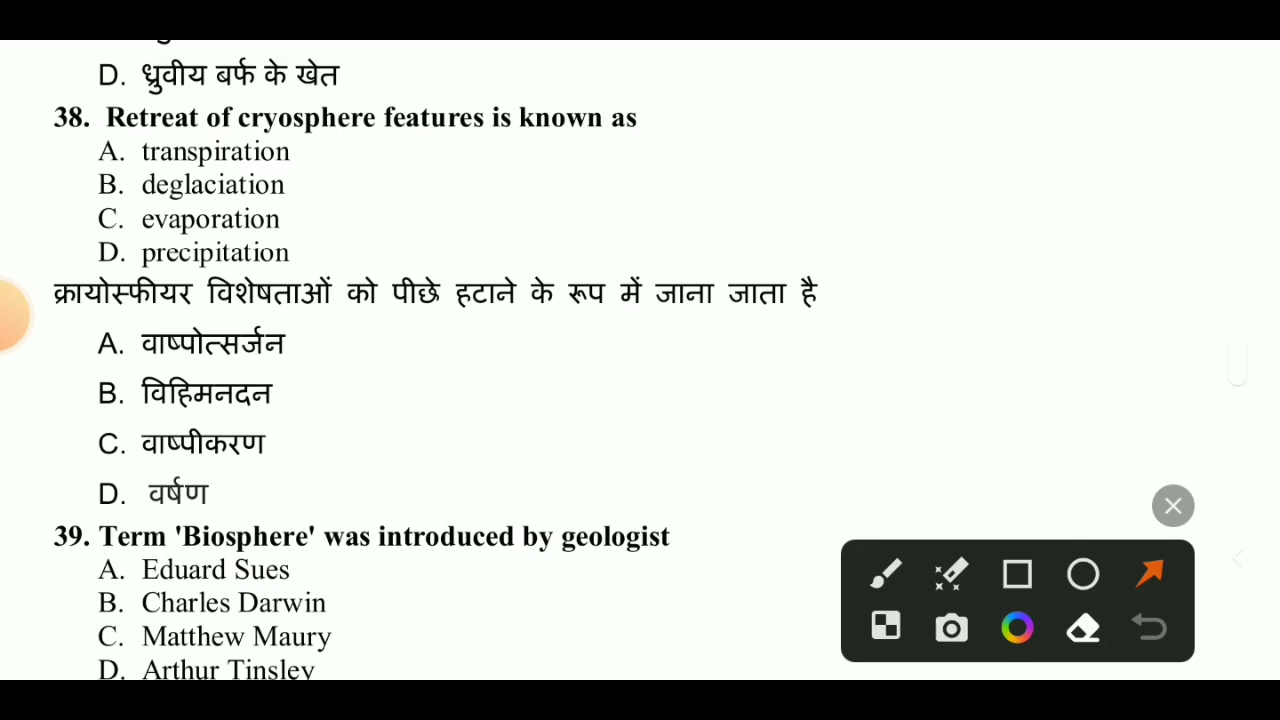 D. ध्रुवीय बर्फ के खेत
38. Retreat of cryosphere features is known as
A. transpiration
B. deglaciation
C. evaporation
D. precipitation
क्रायोस्फीयर विशेषताओं को पीछे हटाने के रूप में जाना जाता है
A. वाष्पोत्सर्जन
B. विहिमनदन
C. वाष्पीकरण
D. वर्षण
39. Term 'Biosphere' was introduced by geologist
A. Eduard Sues
B. Charles Darwin
C. Matthew Maury
D. Arthur Tinsley